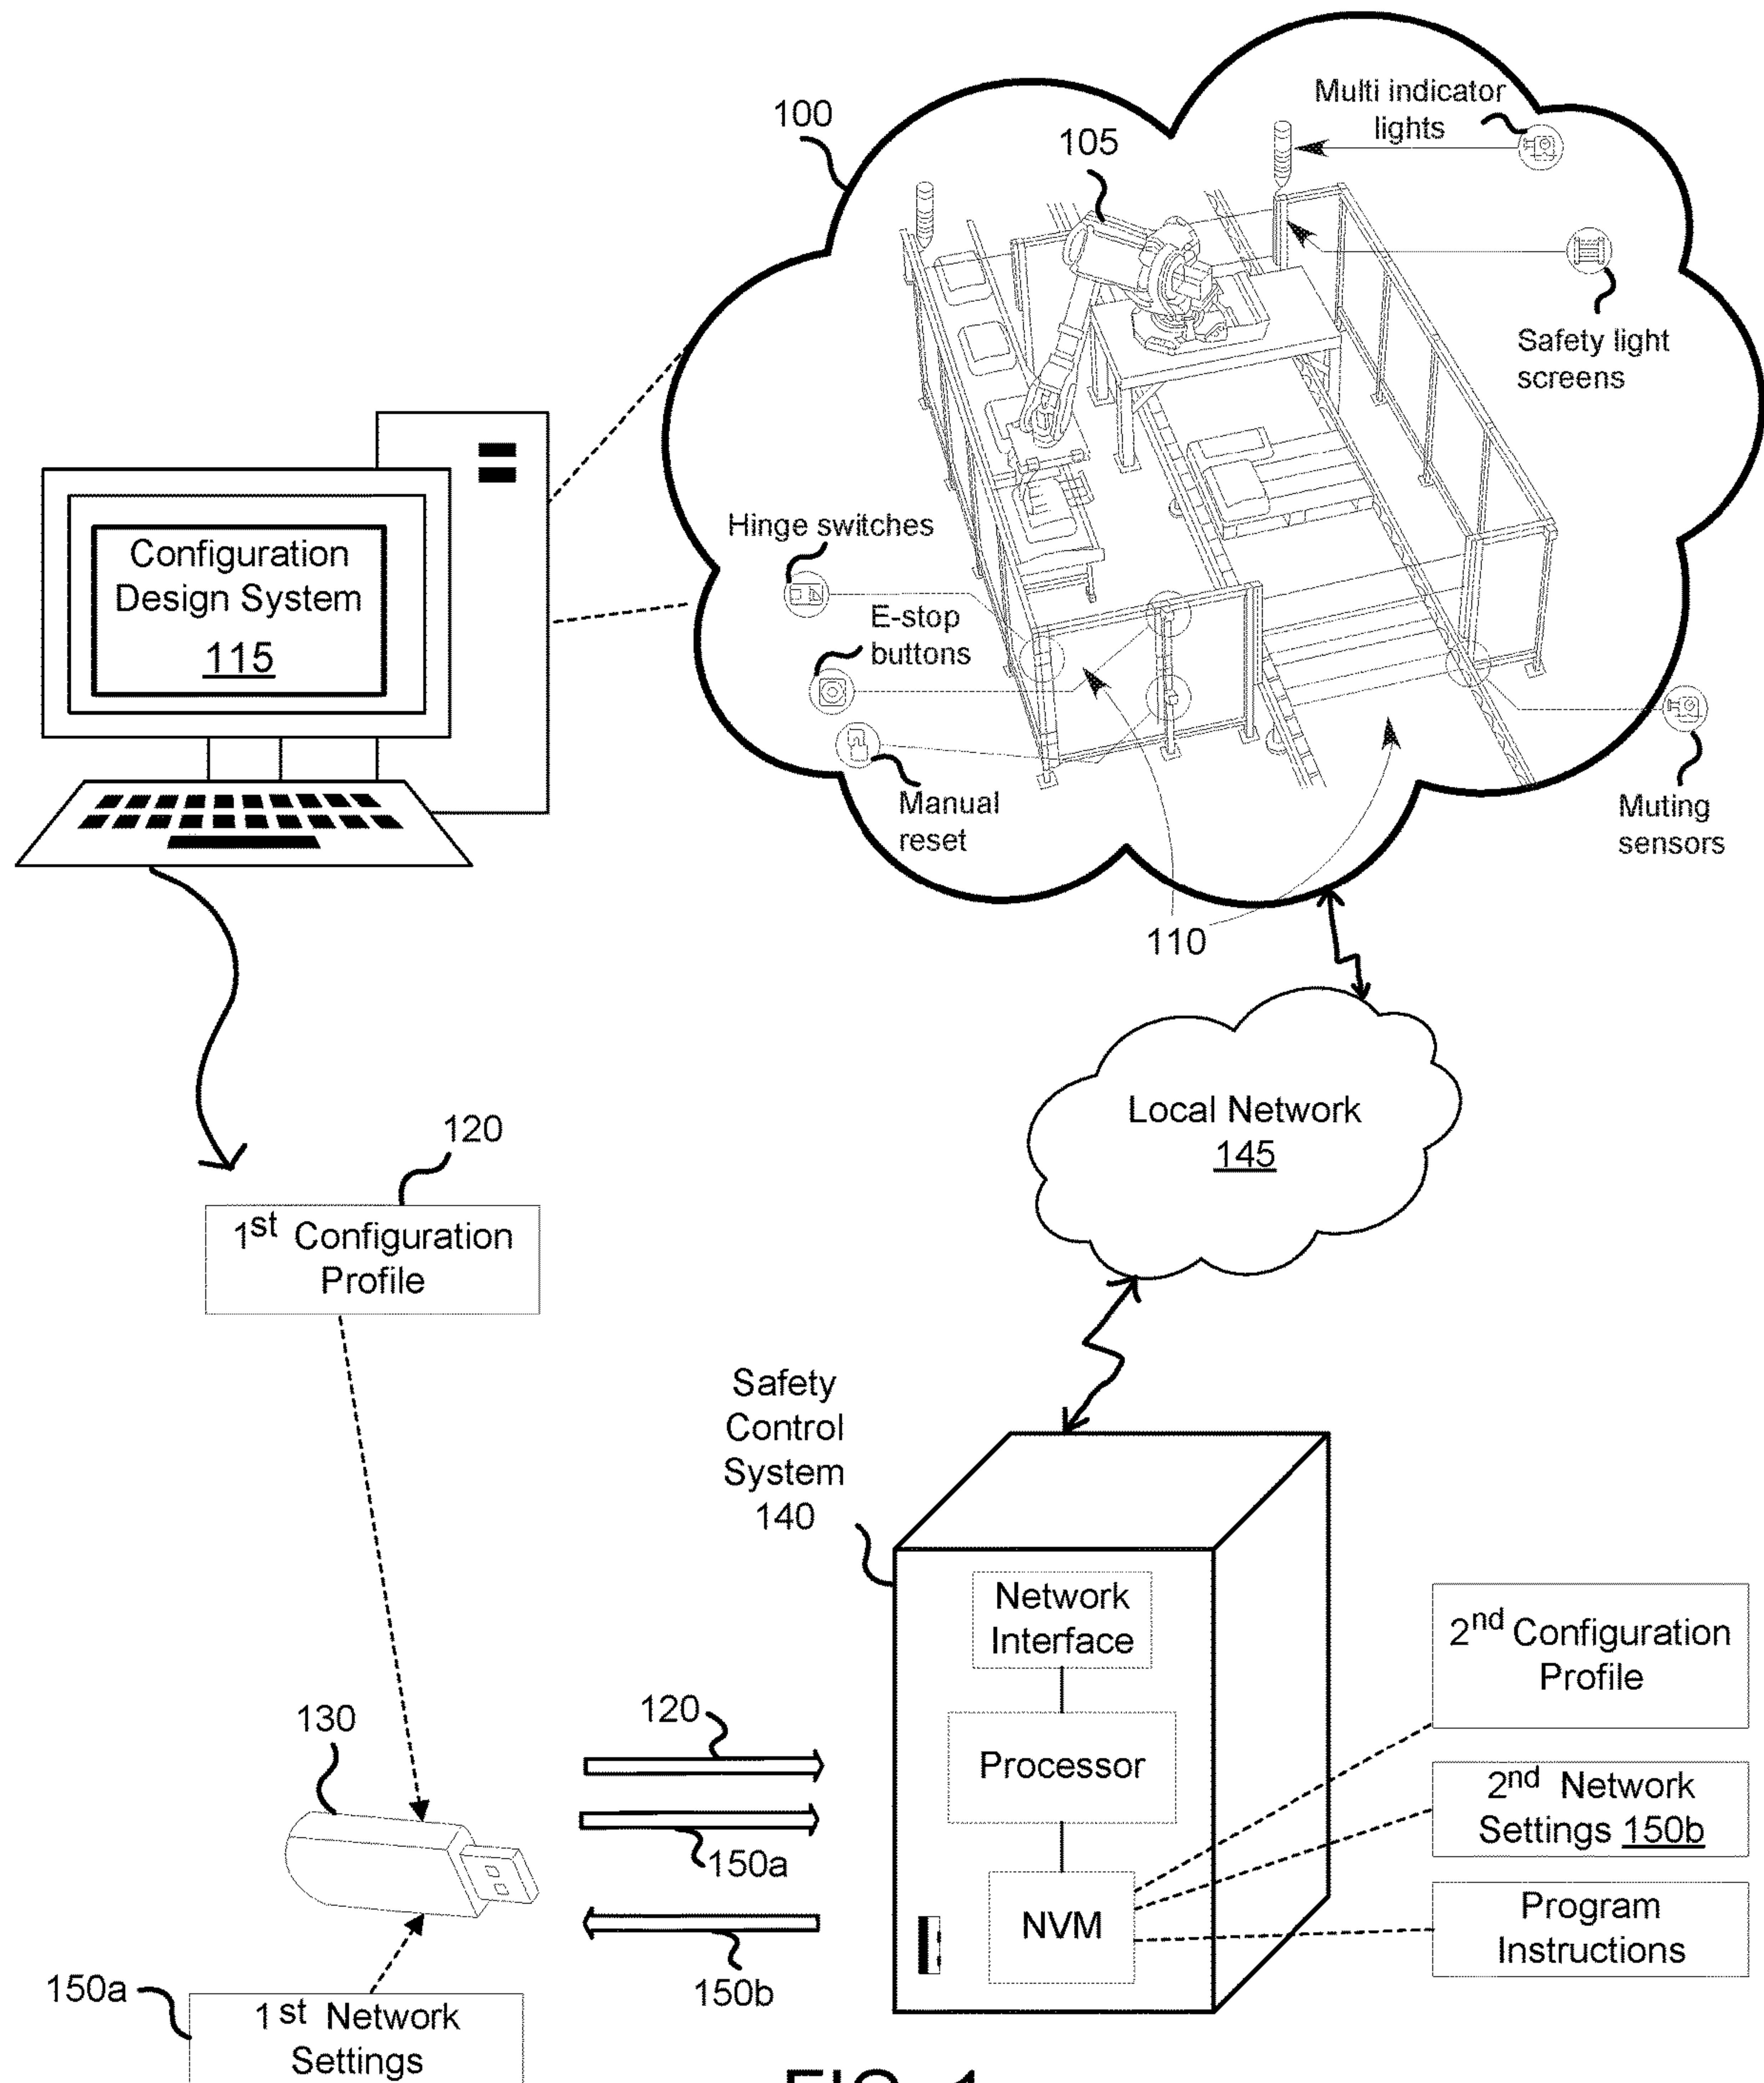 100
105
Multi indicator
lights
Safety light
screens
Hinge switches
E-stop
buttons
Manual
reset
Muting
sensors
110
Configuration
Design System
115
Local Network
145
120
1st Configuration
Profile
Safety
Control
System
140
Network
Interface
Processor
NVM
2nd Configuration
Profile
2nd Network
Settings 150b
Program
Instructions
130
120
150a
150b
150a
1st Network
Settings
FIG. 1